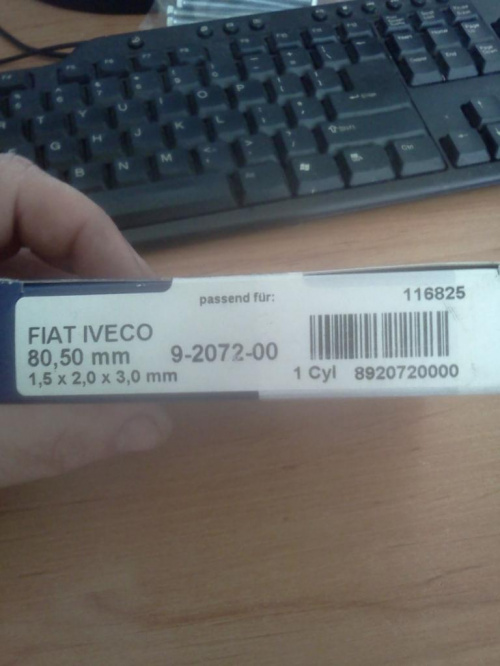 passend für:
116825
FIAT IVECO
80,50 mm
9-2072-00
1,5 x 2,0 x 3,0 mm
1 Cyl
8920720000
T
Y
U
I
O
P
G
H
J
K
L
B
N
M